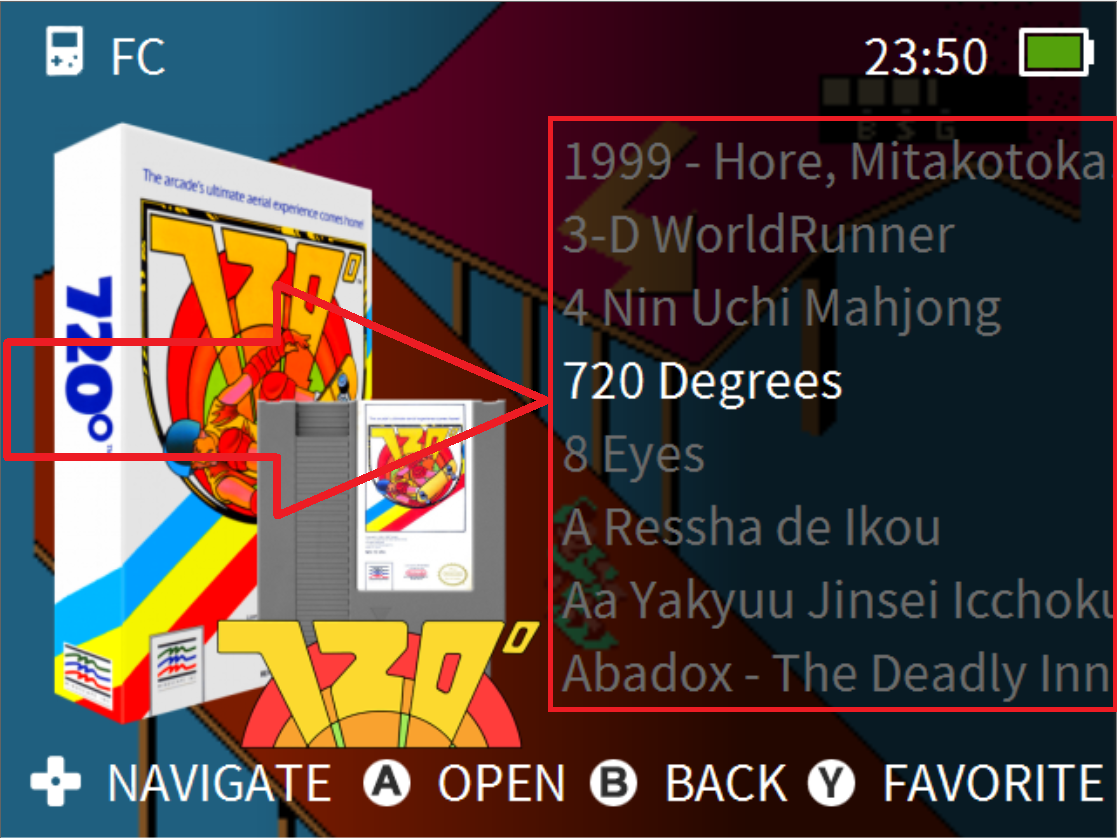 FC
23:50
B S G
The arcade's ultimate aerial experience comes home!
720°
720°
720°
720°
1999 - Hore, Mitakotoka
3-D WorldRunner
4 Nin Uchi Mahjong
720 Degrees
8 Eyes
A Ressha de Ikou
Aa Yakyuu Jinsei Icchoku
Abadox - The Deadly Inn
NAVIGATE A OPEN B BACK Y FAVORITE